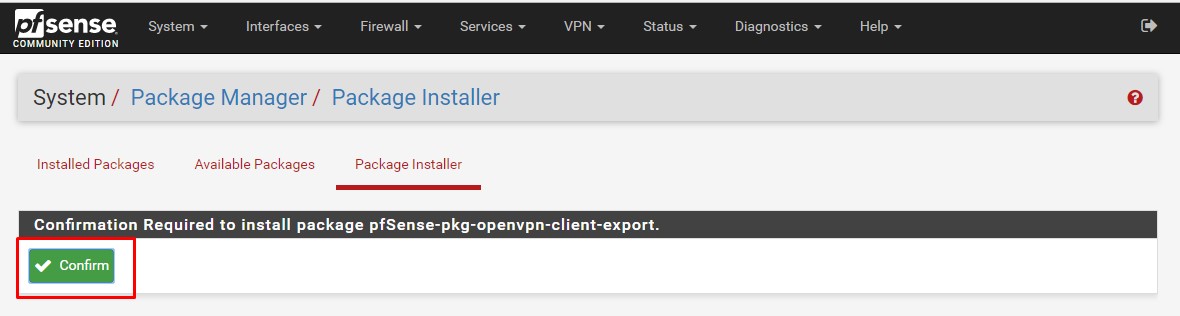 pfsense System Interfaces Firewall Services VPN Status Diagnostics Help
COMMUNITY EDITION
System / Package Manager / Package Installer
Installed Packages Available Packages Package Installer
Confirmation Required to install package pfSense-pkg-openvpn-client-export.
Confirm